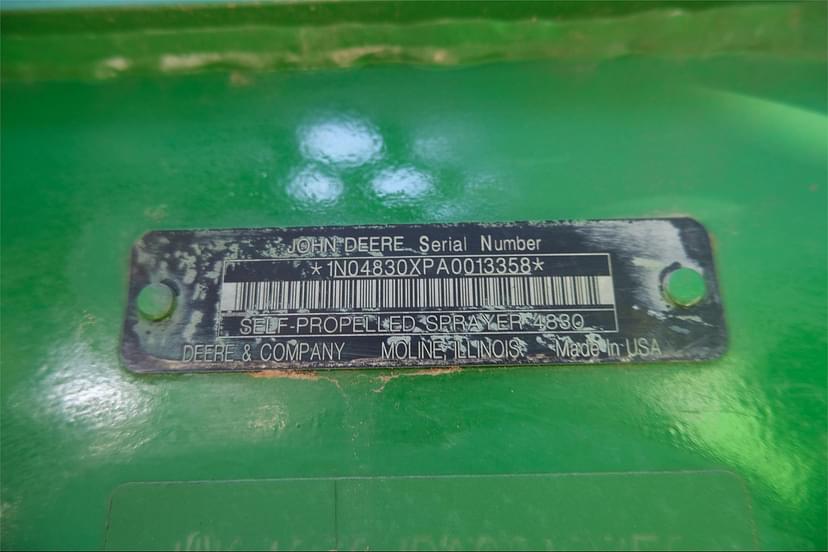 JOHN DEERE Serial Number
*1N04830XPA0013358*
SELF-PROPELLED SPRAYER 4830
DEERE & COMPANY MOLINE, ILLINOIS. Made In USA